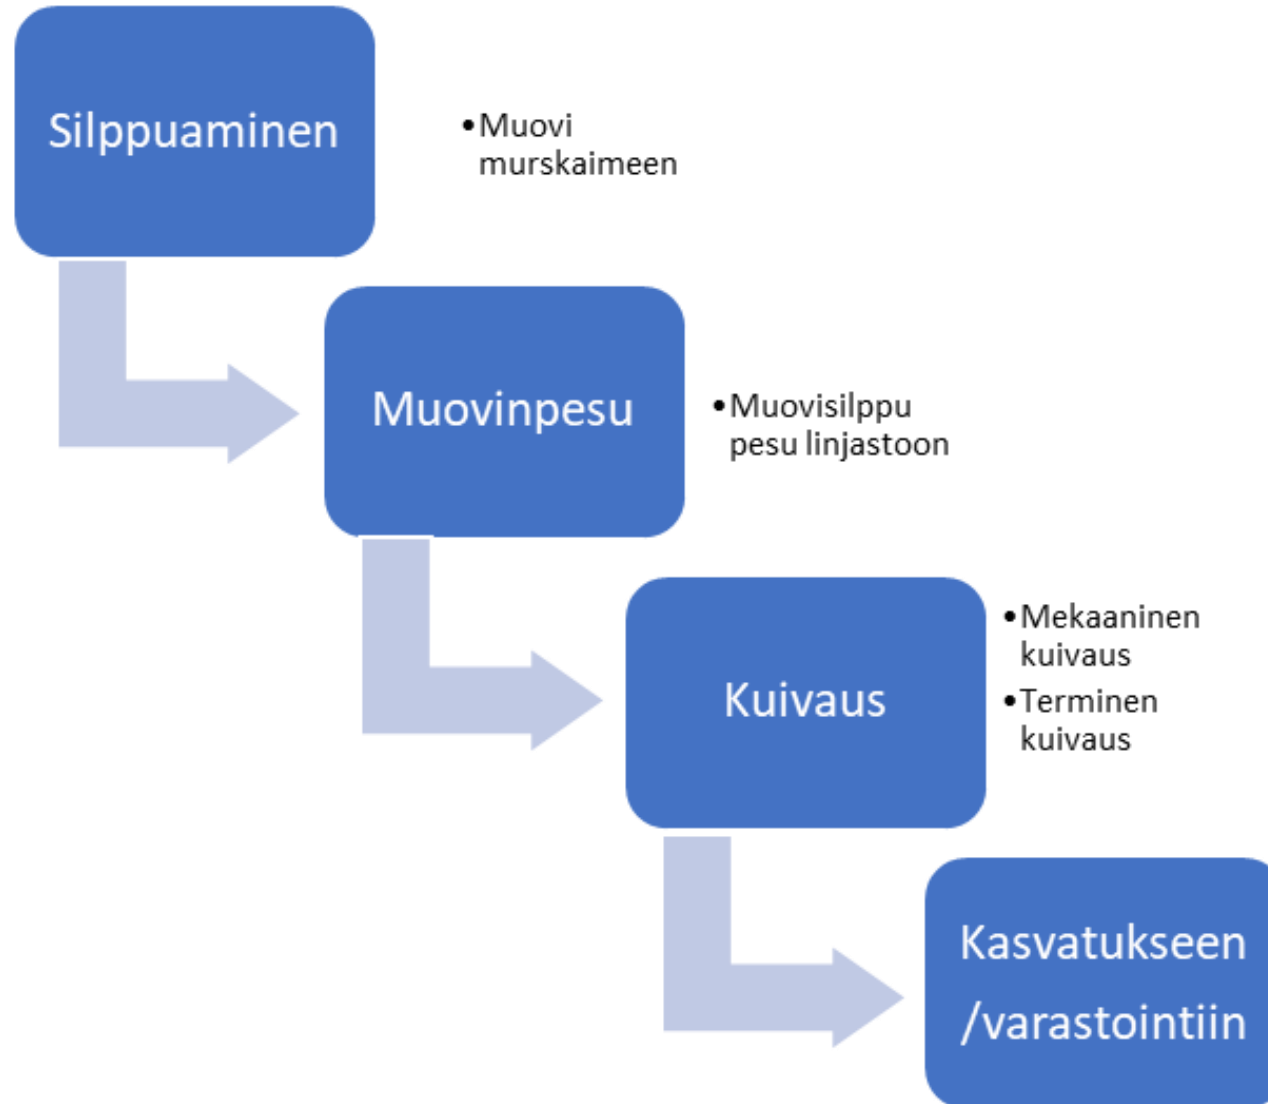 Silppuaminen
•Muovi
murskaimeen
Muovinpesu
•Muovisilppu
pesu linjastoon
Kuivaus
•Mekaaninen
kuivaus
•Terminen
kuivaus
Kasvatukseen
/varastointiin